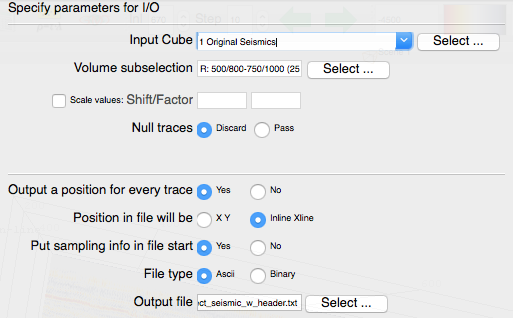 Specify parameters for I/O
Input Cube 1 Original Seismics Select ...
Volume subselection R: 500/800-750/1000 (25 Select ...
Scale values: Shift/Factor
Null traces Discard Pass
Output a position for every trace Yes No
Position in file will be X Y Inline Xline
Put sampling info in file start Yes No
File type Ascii Binary
Output file ct_seismic_w_header.txt Select ...